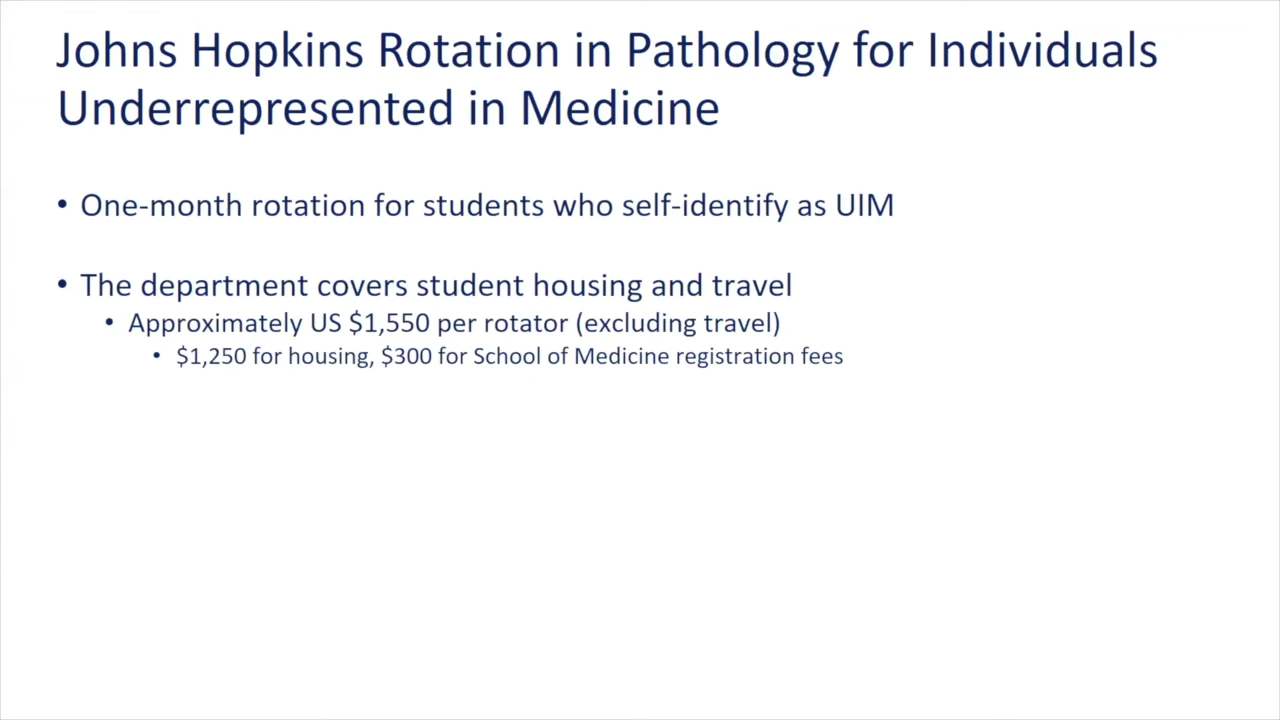 Johns Hopkins Rotation in Pathology for Individuals
Underrepresented in Medicine
• One-month rotation for students who self-identify as UIM
• The department covers student housing and travel
• Approximately US $1,550 per rotator (excluding travel)
• $1,250 for housing, $300 for School of Medicine registration fees